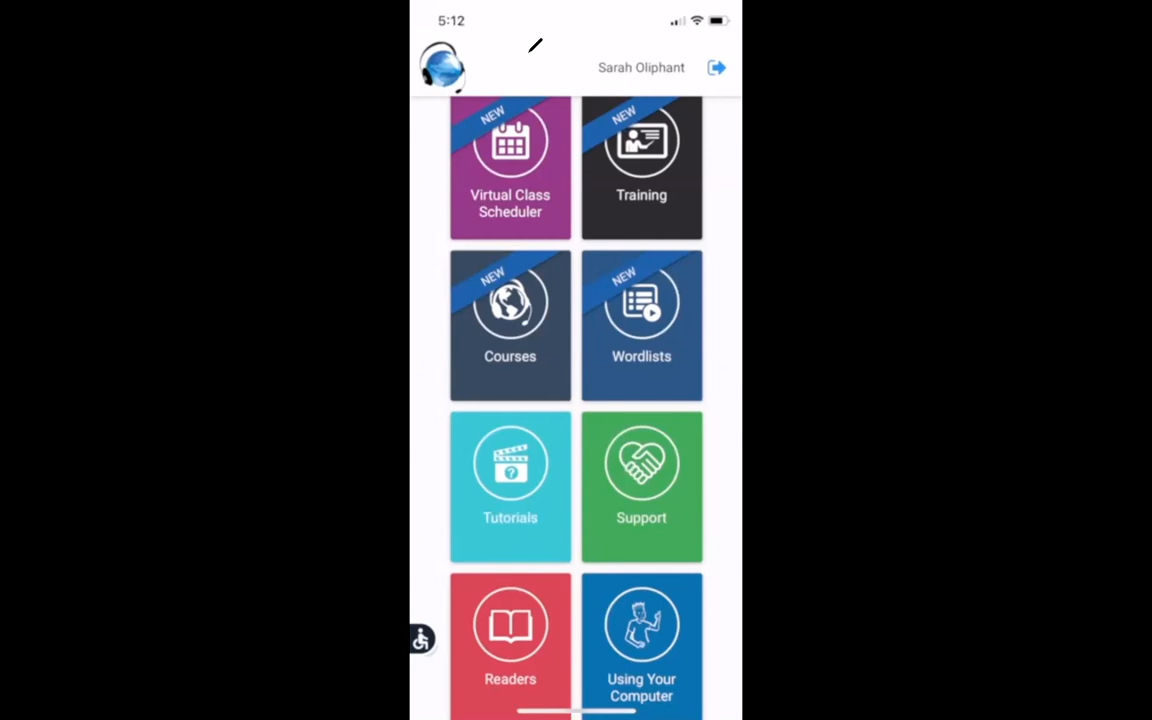 5:12
Sarah Oliphant
NEW
NEW
Virtual Class
Scheduler
Training
NEW
NEW
Courses
Wordlists
?
Tutorials
Support
Readers
Using Your
Computer